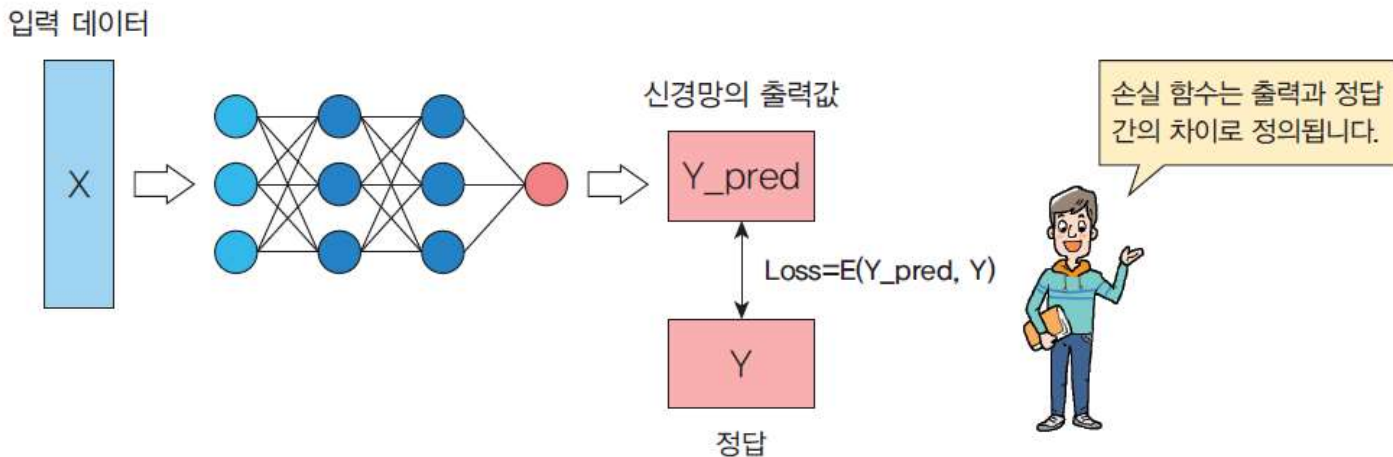 입력 데이터
X
신경망의 출력값
Y_pred
Loss=E(Y_pred, Y)
Y
정답
손실 함수는 출력과 정답
간의 차이로 정의됩니다.